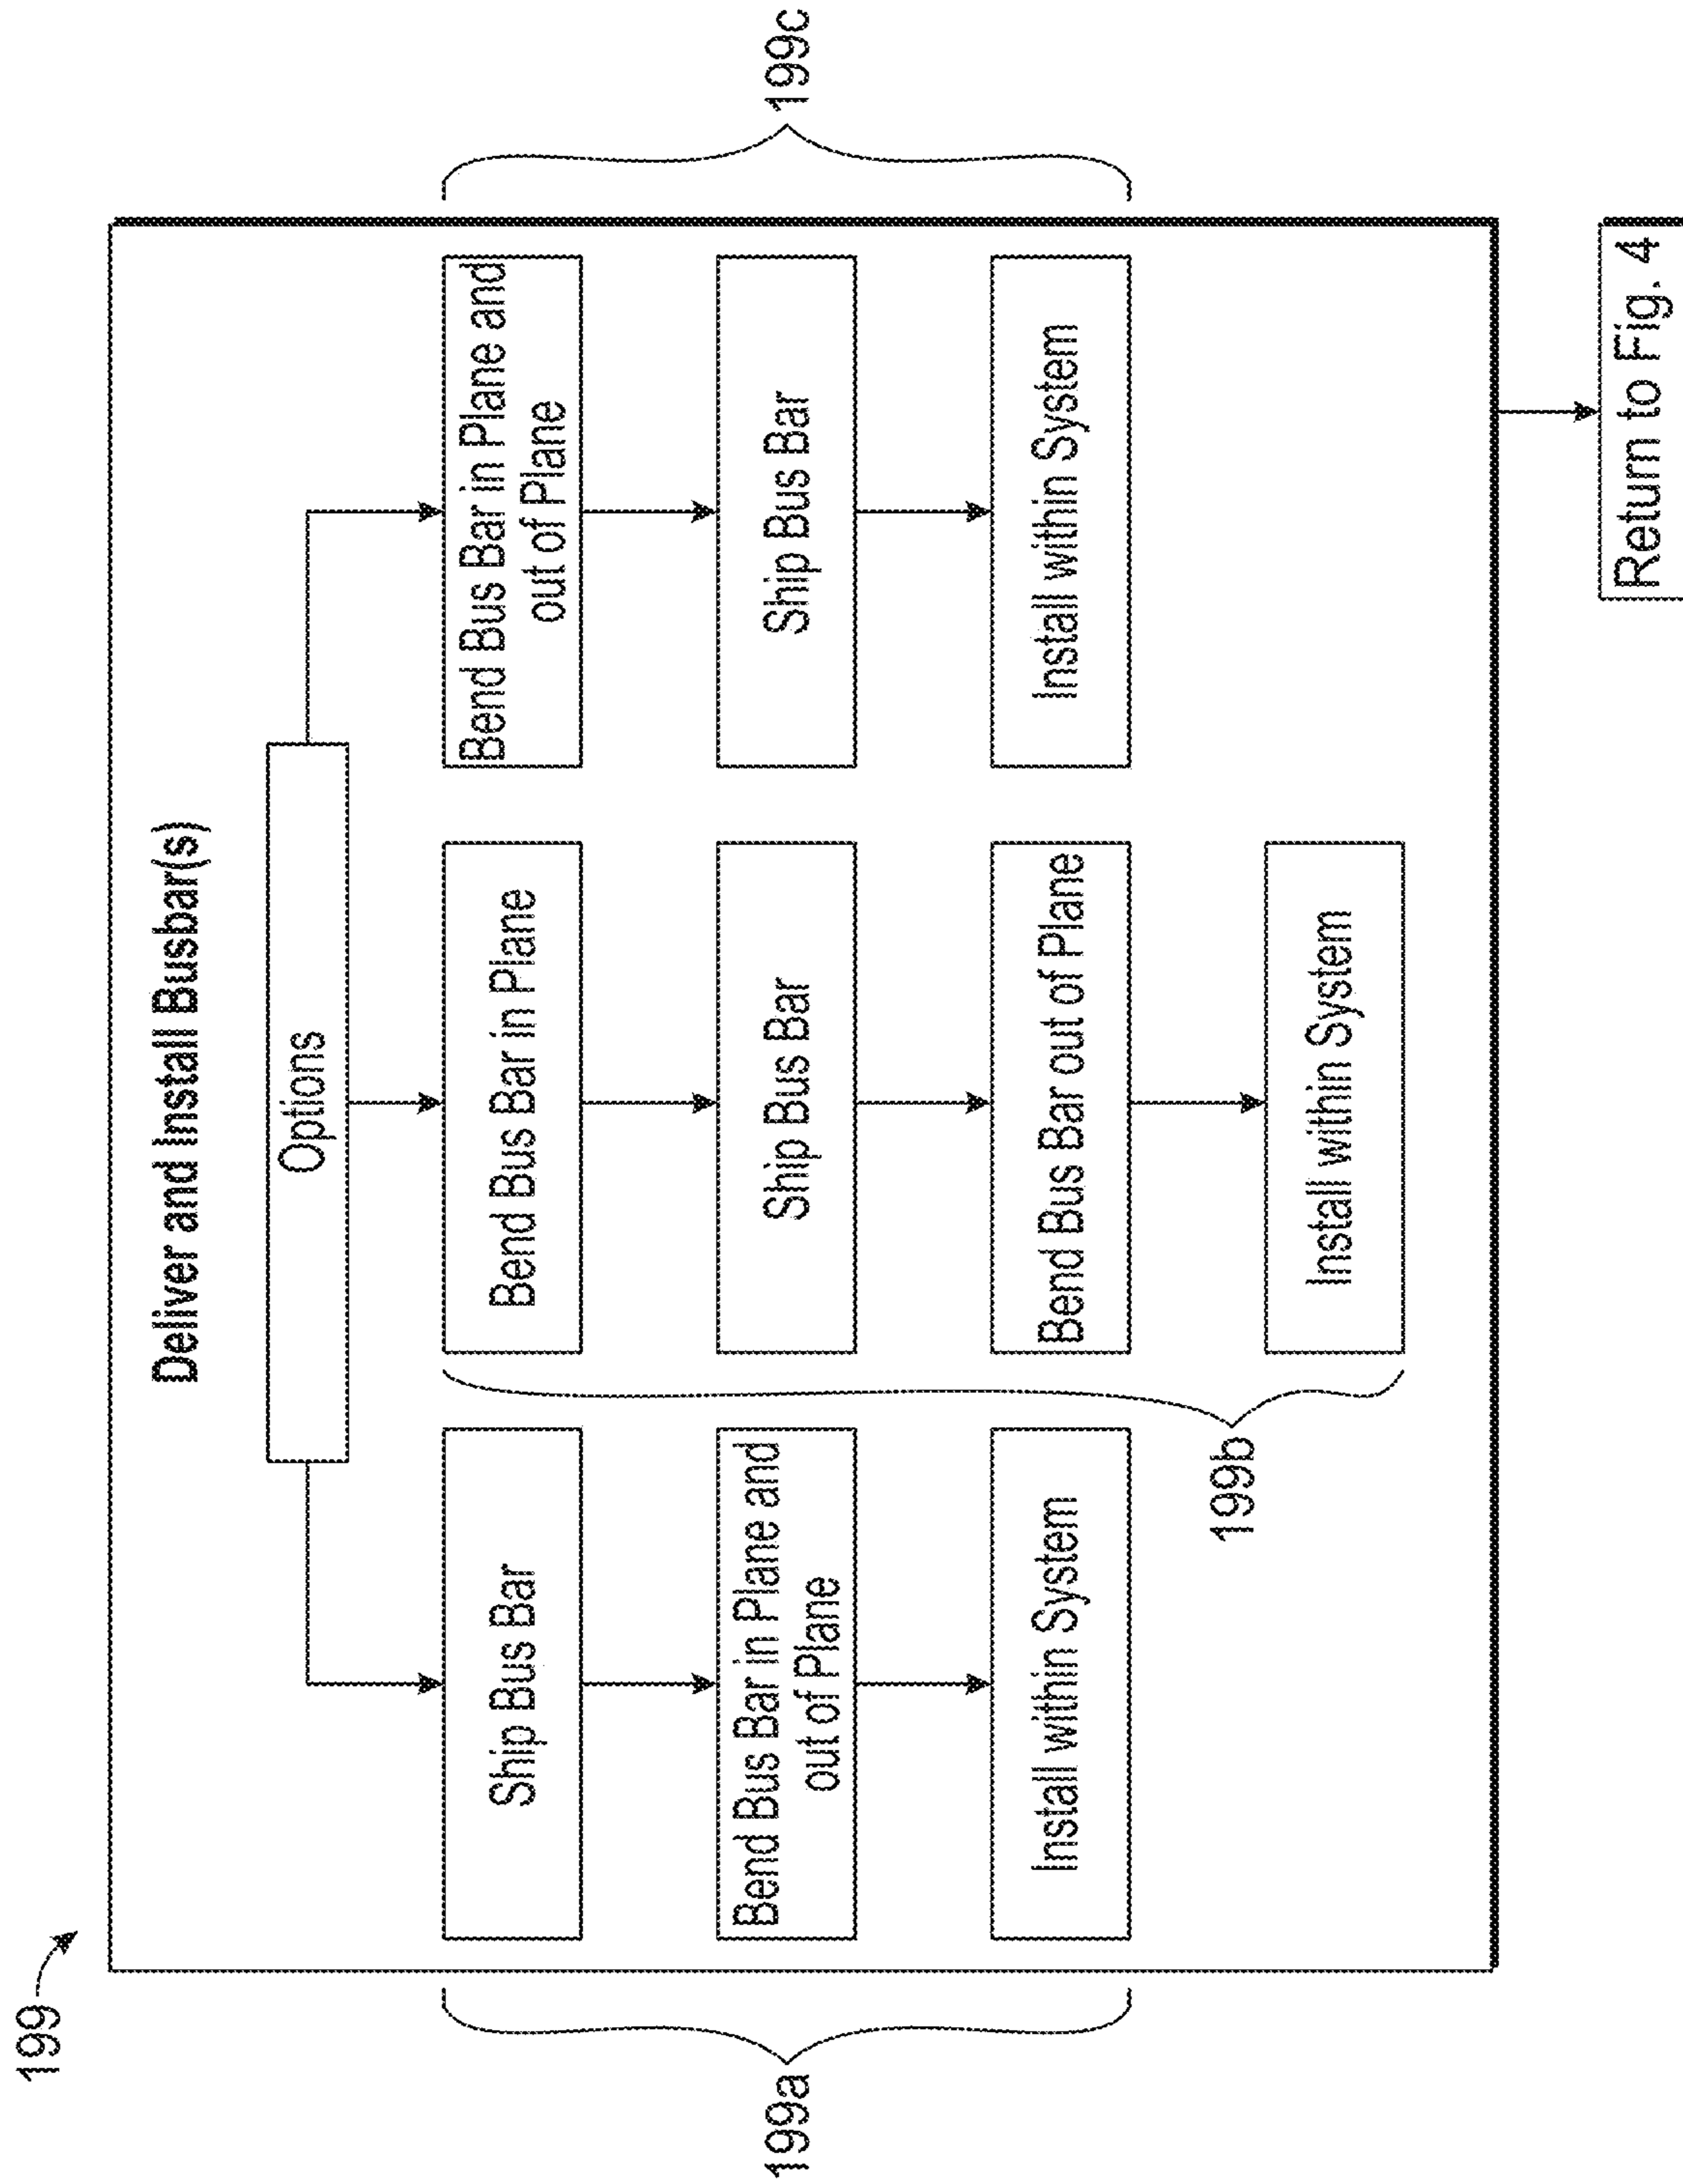 199
Deliver and Install Busbar(s)
Options
199a
Ship Bus Bar
Bend Bus Bar in Plane and
out of Plane
Install within System
199b
Bend Bus Bar in Plane
Ship Bus Bar
Bend Bus Bar out of Plane
Install within System
199c
Bend Bus Bar in Plane and
out of Plane
Ship Bus Bar
Install within System
Return to Fig. 4